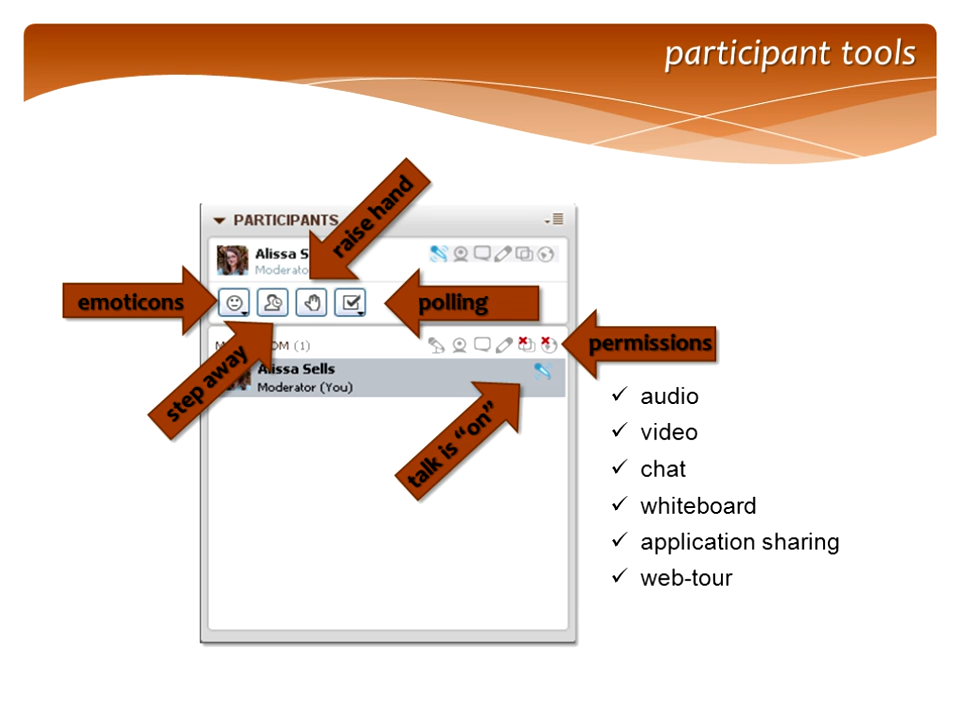 participant tools
raise hand
PARTICIPANTS
Alissa S
Moderato
emoticons
polling
M
OM (1)
permissions
step away
Alissa Sells
Moderator (You)
talk is "on"
✓ audio
✓ video
✓ chat
✓ whiteboard
✓ application sharing
✓ web-tour